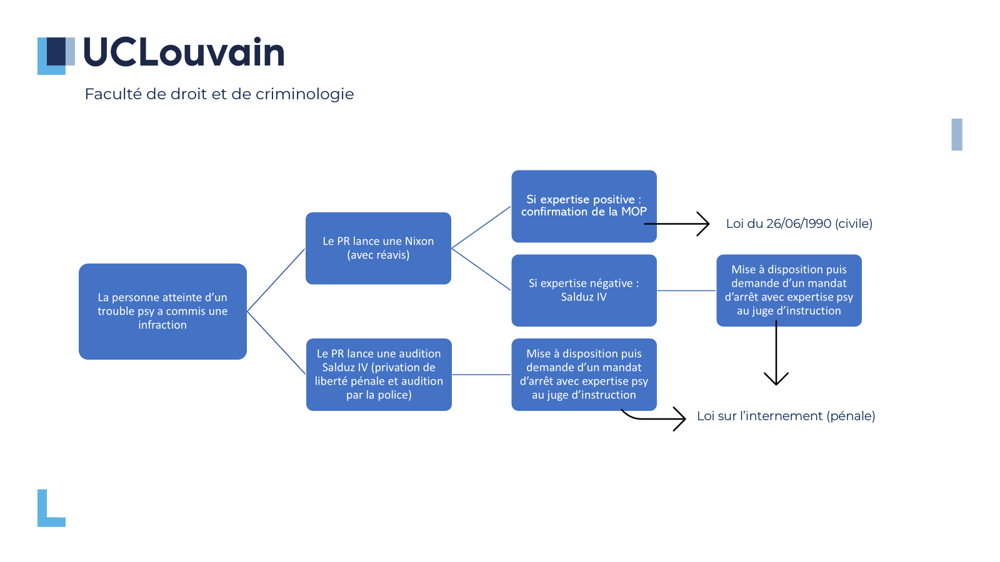 UCLouvain
Faculté de droit et de criminologie
La personne atteinte d’un
trouble psy a commis une
infraction
Le PR lance une Nixon
(avec réavis)
Si expertise positive :
confirmation de la MOP
Loi du 26/06/1990 (civile)
Si expertise négative :
Salduz IV
Mise à disposition puis
demande d’un mandat
d’arrêt avec expertise psy
au juge d’instruction
Le PR lance une audition
Salduz IV (privation de
liberté pénale et audition
par la police)
Mise à disposition puis
demande d’un mandat
d’arrêt avec expertise psy
au juge d’instruction
Loi sur l’internement (pénale)